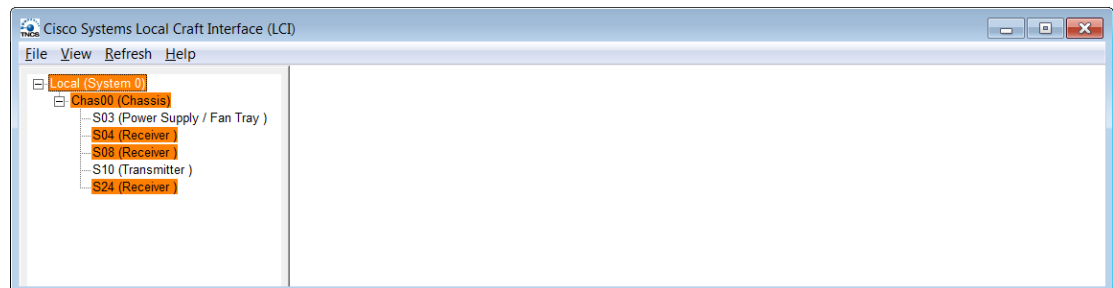 TNCS
Cisco Systems Local Craft Interface (LCI)
File View Refresh Help
Local (System 0)
Chas00 (Chassis)
S03 (Power Supply / Fan Tray )
S04 (Receiver )
S08 (Receiver )
S10 (Transmitter )
S24 (Receiver )